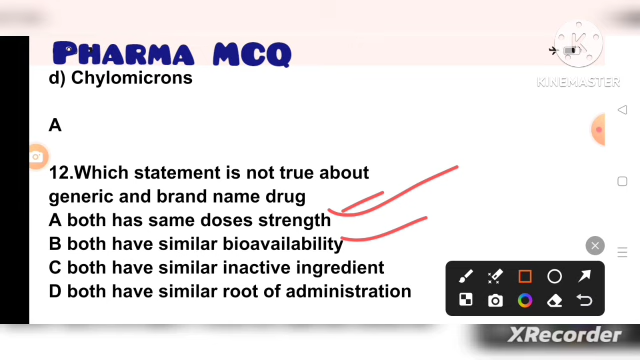 PHARMA MCQ
KINEMASTER
d) Chylomicrons
A
12.Which statement is not true about
generic and brand name drug
A both has same doses strength
B both have similar bioavailability
C both have similar inactive ingredient
D both have similar root of administration
XRecorder